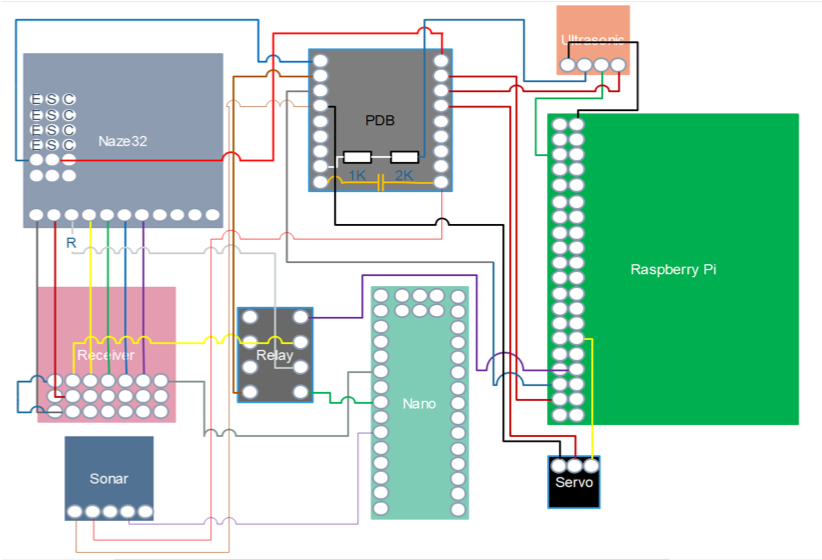 Ultrasonic
E S C
E S C
E S C
E S C
Naze32
PDB
1K
2K
R
Raspberry Pi
Receiver
Relay
Nano
Sonar
Servo